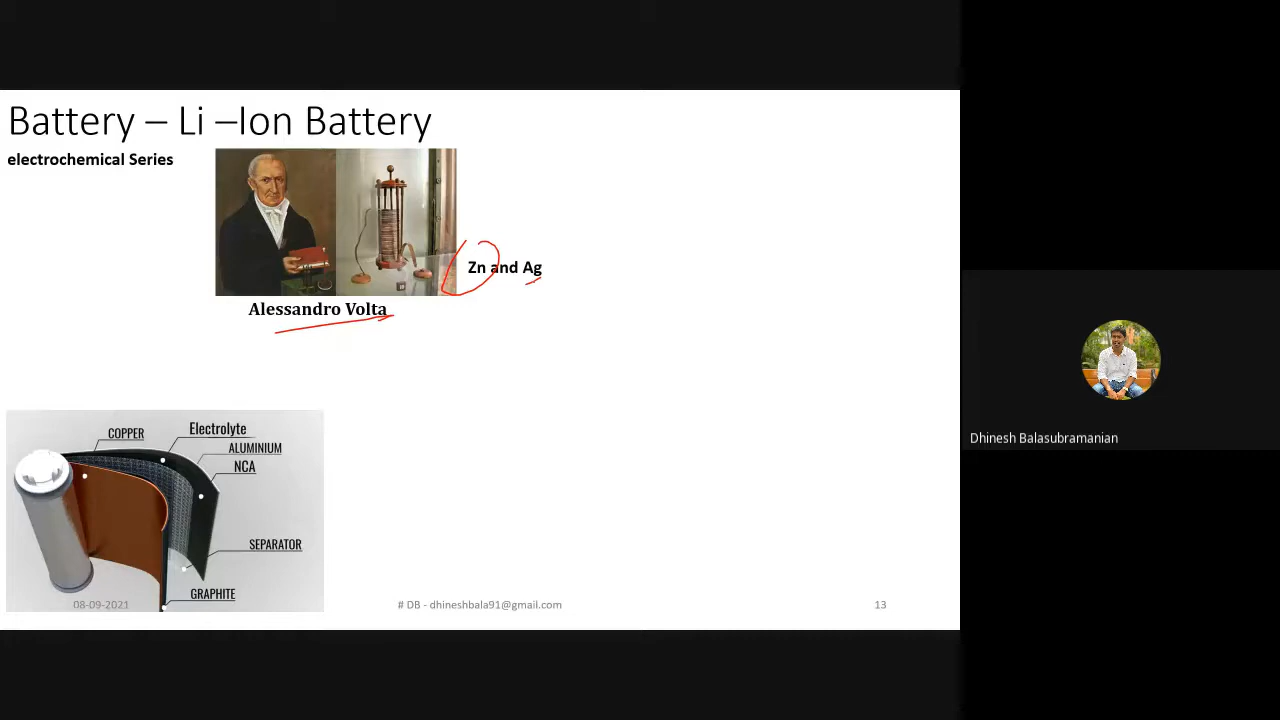 Battery – Li –Ion Battery
electrochemical Series
Zn and Ag
Alessandro Volta
COPPER
Electrolyte
ALUMINIUM
NCA
SEPARATOR
GRAPHITE
08-09-2021
# DB - dhineshbala91@gmail.com
13
Dhinesh Balasubramanian